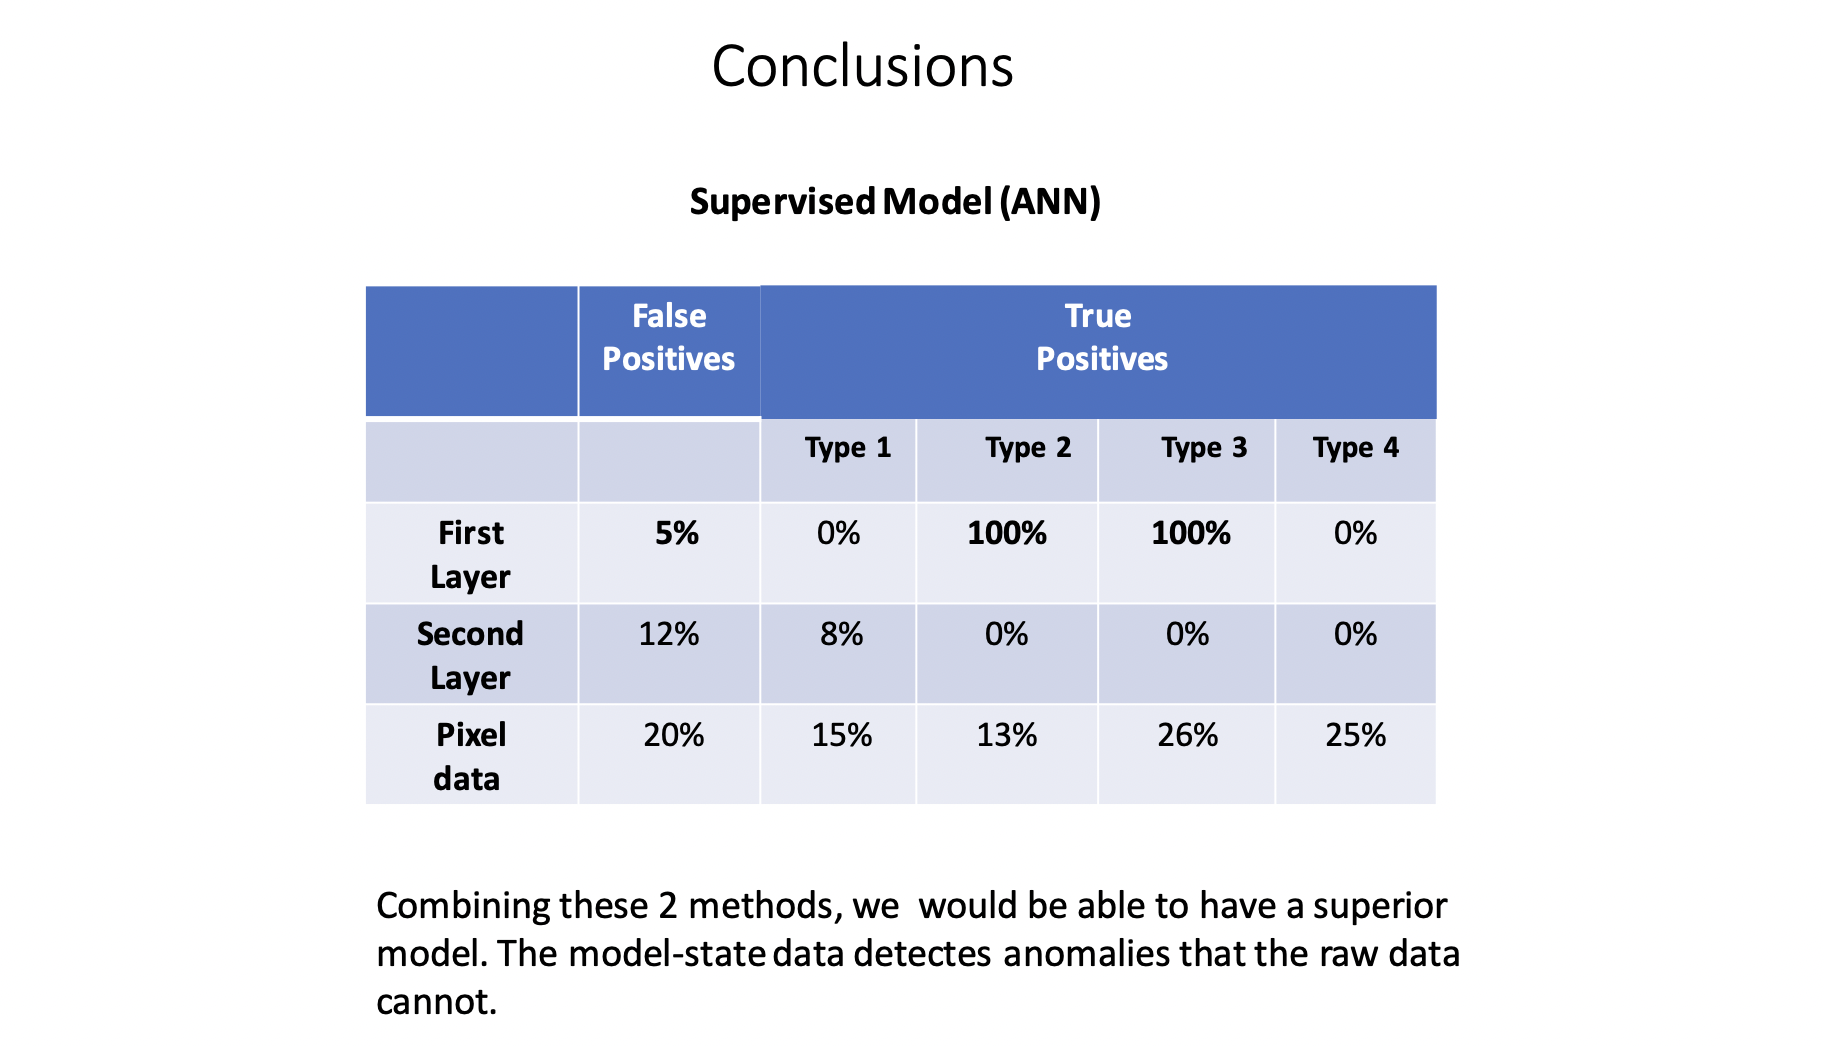 Conclusions
Supervised Model (ANN)
False
Positives
True
Positives
Type 1 Type 2 Type 3 Type 4
First
Layer
5% 0% 100% 100% 0%
Second
Layer
12% 8% 0% 0% 0%
Pixel
data
20% 15% 13% 26% 25%
Combining these 2 methods, we would be able to have a superior
model. The model-state data detectes anomalies that the raw data
cannot.